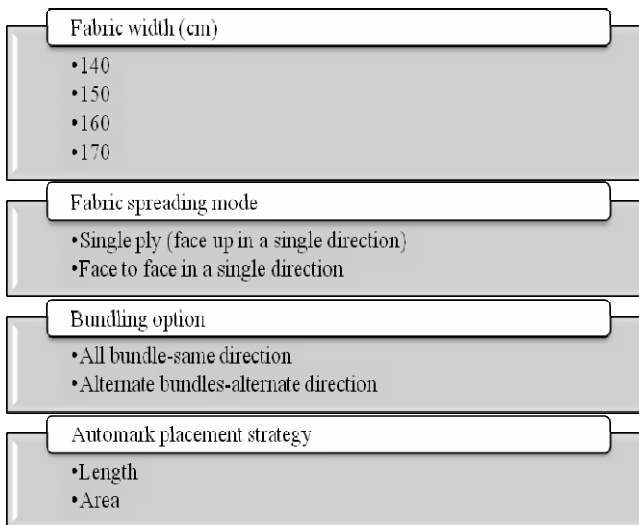 Fabric width (cm)
•140
•150
•160
•170
Fabric spreading mode
•Single ply (face up in a single direction)
•Face to face in a single direction
Bundling option
•All bundle-same direction
•Alternate bundles-alternate direction
Automark placement strategy
•Length
•Area